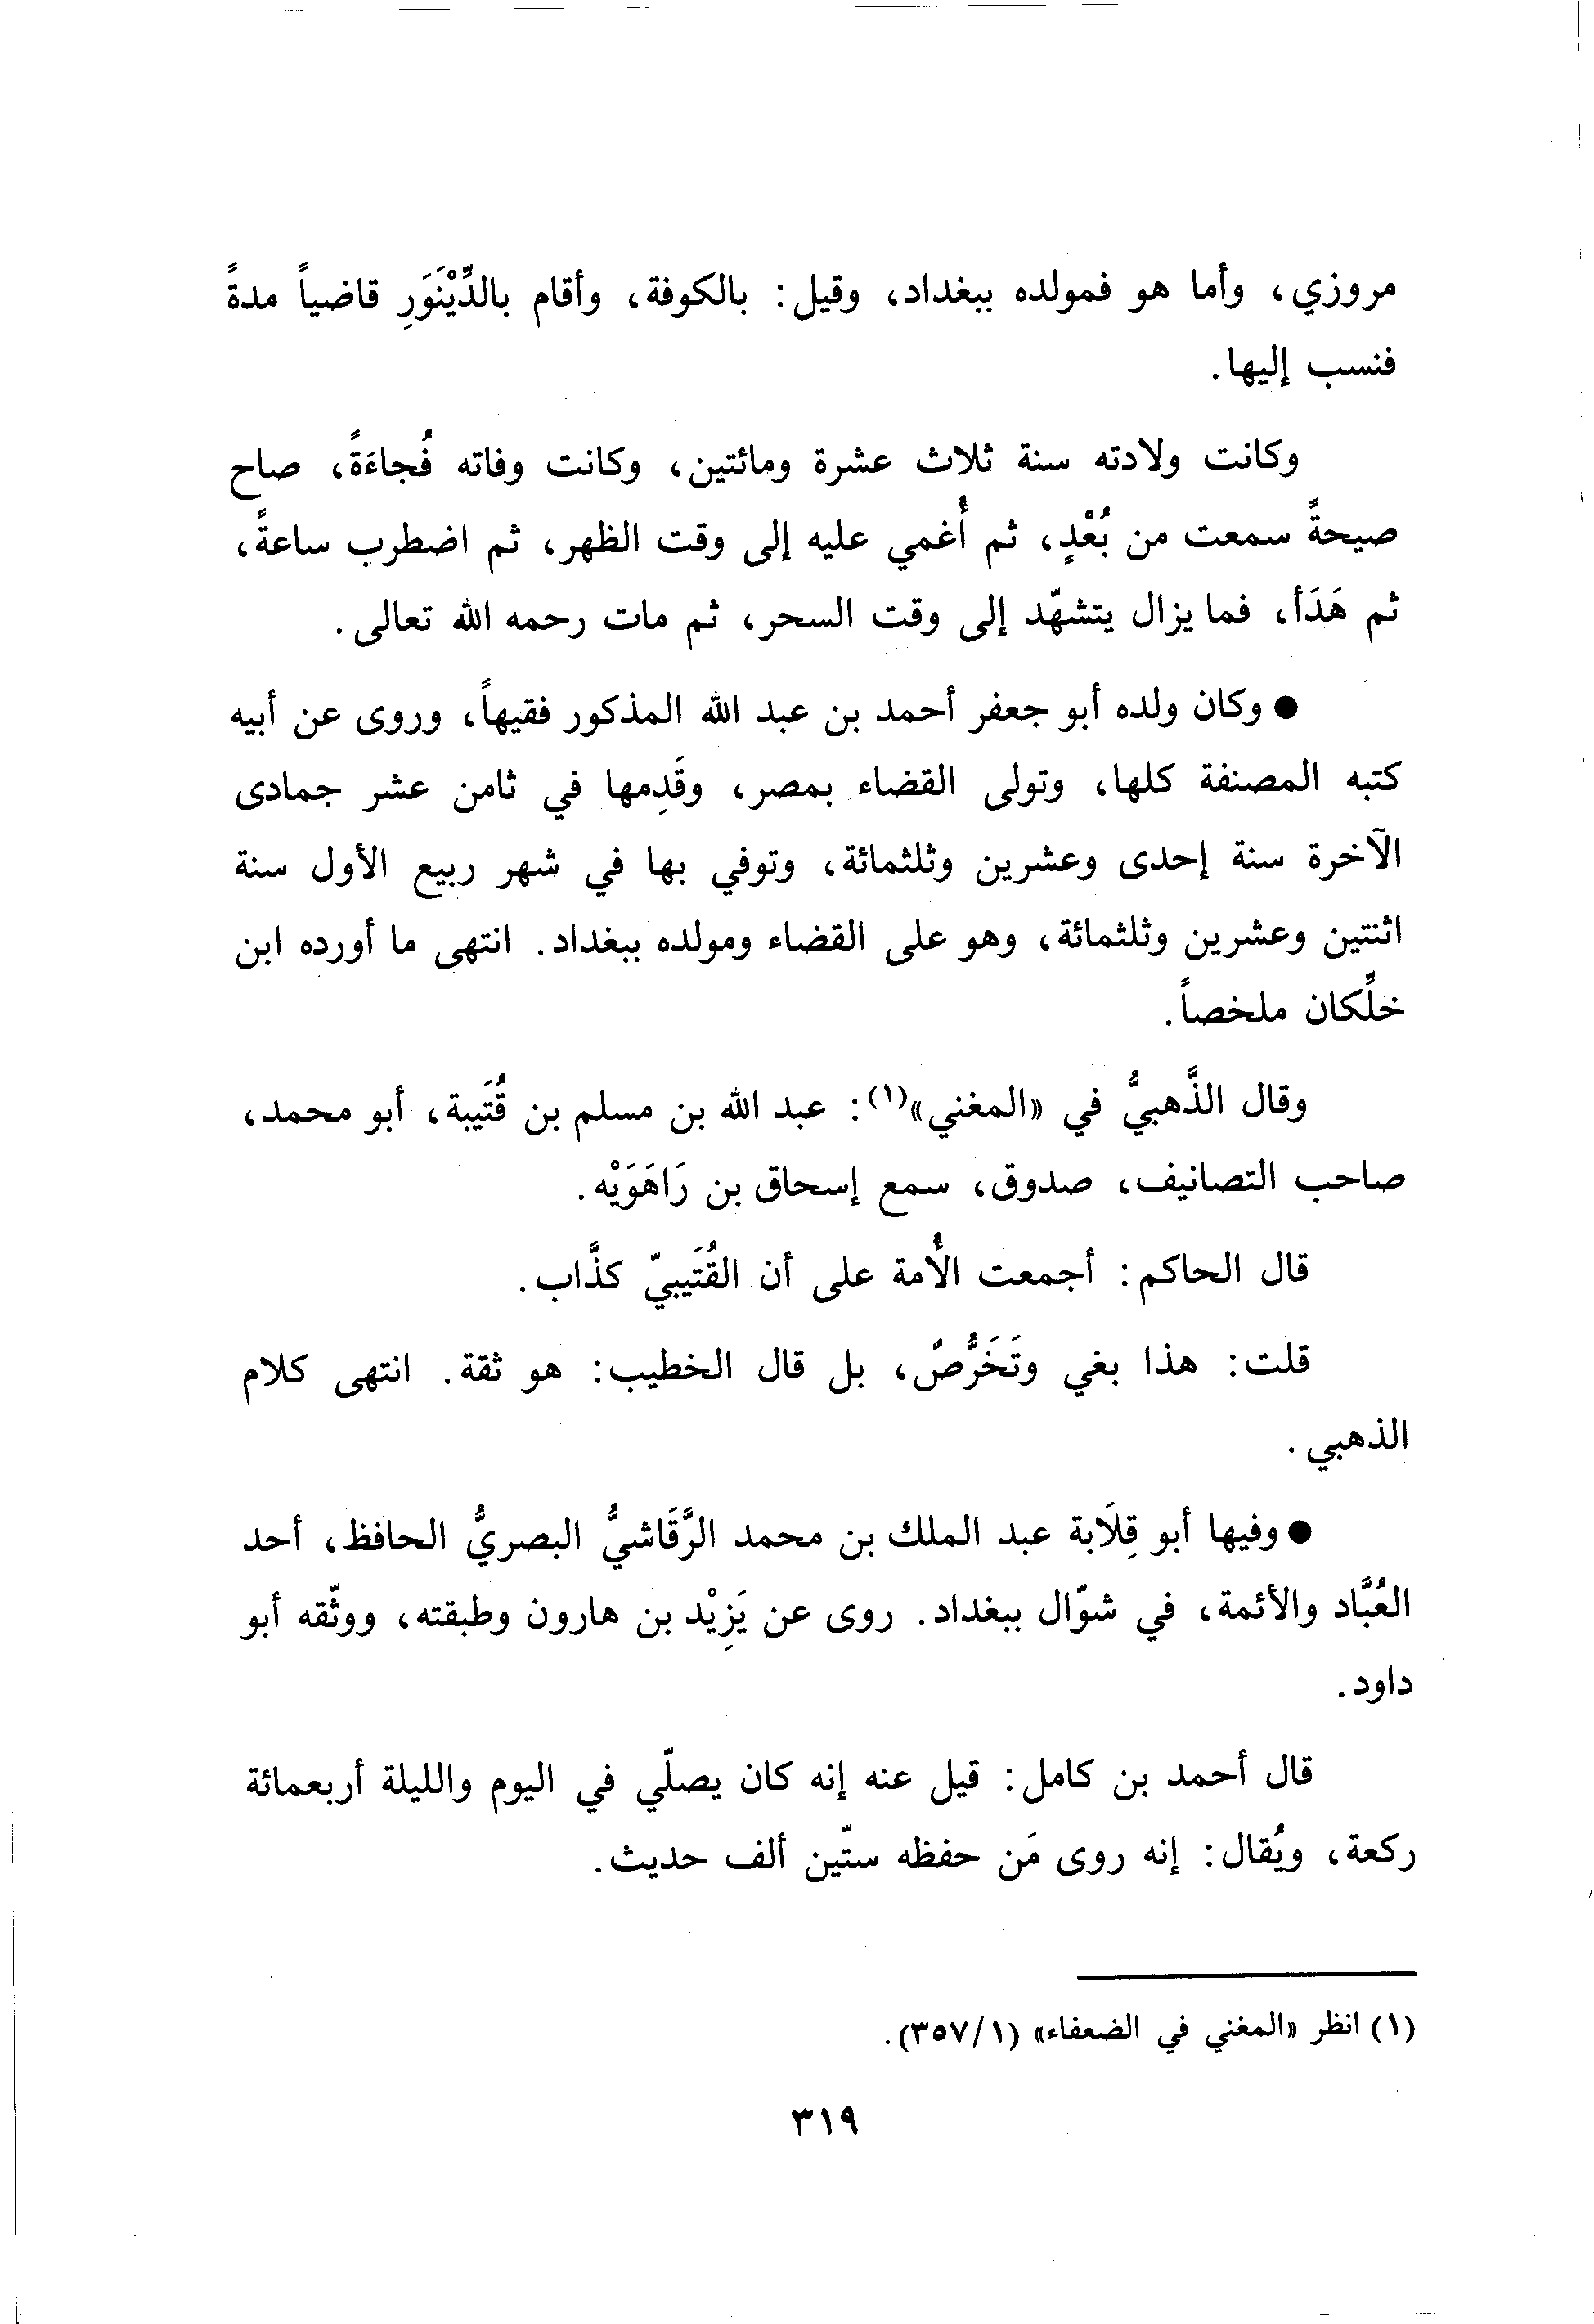 مروزي، وأما هو فمولده ببغداد، وقيل: بالكوفة، وأقام بالدِّيْنَوَرِ قاضياً مدةً
فنسب إليها.
وكانت ولادته سنة ثلاث عشرة ومائتين، وكانت وفاته فُجاءَةً، صاح
صيحةً سمعت من بُعْدٍ، ثم أُغمي عليه إلى وقت الظهر، ثم اضطرب ساعةً،
ثم هَدَأ، فما يزال يتشهّد إلى وقت السحر، ثم مات رحمه الله تعالى.
● وكان ولده أبو جعفر أحمد بن عبد الله المذكور فقيهاً، وروى عن أبيه
كتبه المصنفة كلها، وتولى القضاء بمصر، وقَدِمها في ثامن عشر جمادى
الآخرة سنة إحدى وعشرين وثلثمائة، وتوفي بها في شهر ربيع الأول سنة
اثنتين وعشرين وثلثمائة، وهو على القضاء ومولده ببغداد. انتهى ما أورده ابن
خلِّكان ملخصاً.
وقال الذَّهبيُّ في «المغني»(١): عبد الله بن مسلم بن قُتَيبة، أبو محمد،
صاحب التصانيف، صدوق، سمع إسحاق بن رَاهَوَيْه.
قال الحاكم: أجمعت الأُمة على أن القُتَيبيّ كذَّاب.
قلت: هذا بغي وتَخَرُّصٌ، بل قال الخطيب: هو ثقة. انتهى كلام
الذهبي.
● وفيها أبو قِلَابة عبد الملك بن محمد الرَّقَاشيُّ البصريُّ الحافظ، أحد
العُبَّاد والأئمة، في شوّال ببغداد. روى عن يَزِيْد بن هارون وطبقته، ووثّقه أبو
داود.
قال أحمد بن كامل: قيل عنه إنه كان يصلّي في اليوم والليلة أربعمائة
ركعة، ويُقال: إنه روى مَن حفظه ستّين ألف حديث.
(١) انظر «المغني في الضعفاء» (٣٥٧/١).
٣١٩